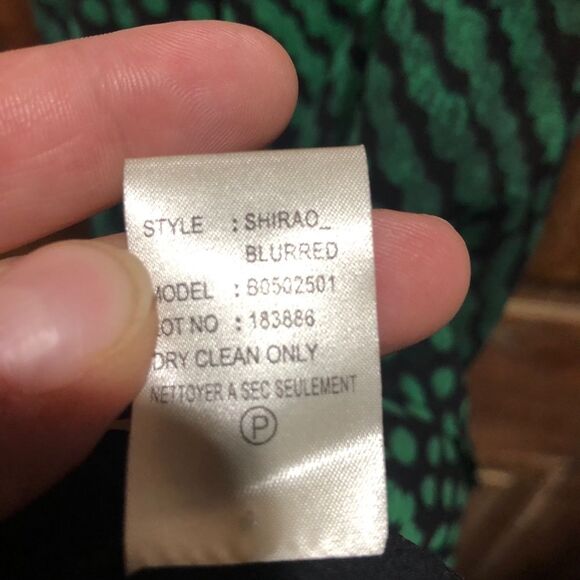 STYLE : SHIRAO_
BLURRED
MODEL : B0502501
LOT NO : 183886
DRY CLEAN ONLY
NETTOYER A SEC SEULEMENT
P